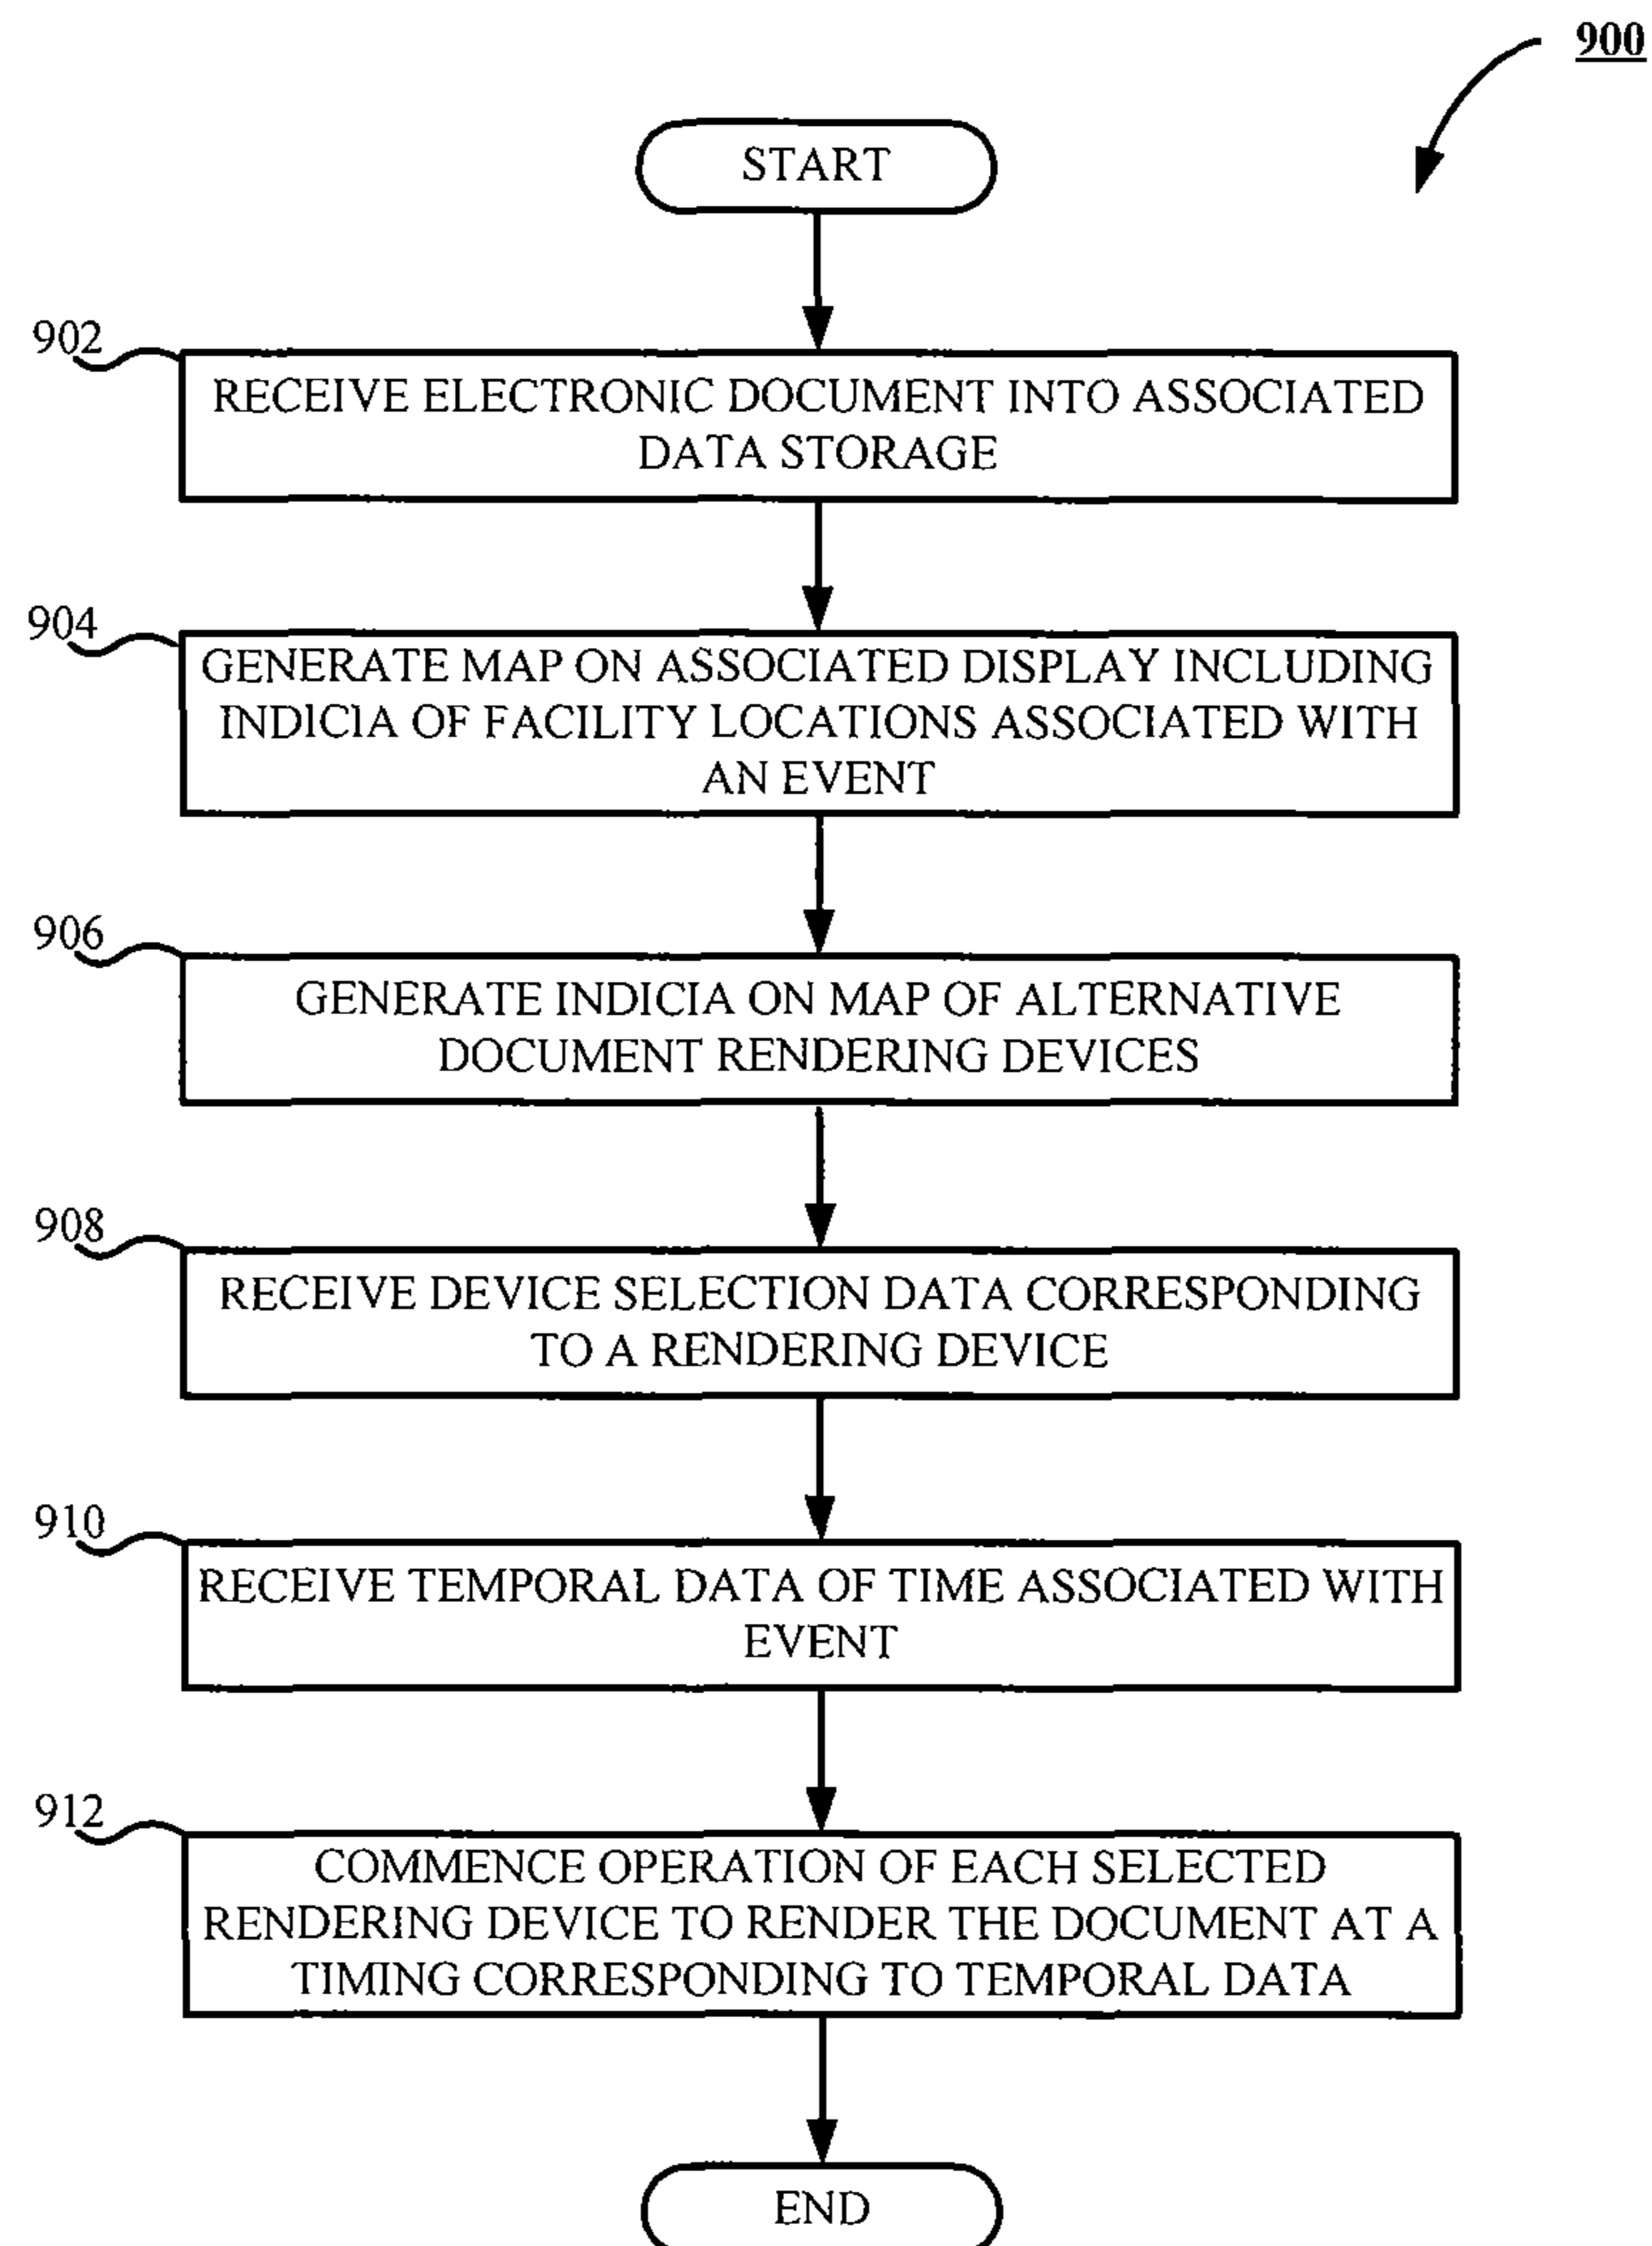 900
START
902
RECEIVE ELECTRONIC DOCUMENT INTO ASSOCIATED
DATA STORAGE
904
GENERATE MAP ON ASSOCIATED DISPLAY INCLUDING
INDICIA OF FACILITY LOCATIONS ASSOCIATED WITH
AN EVENT
906
GENERATE INDICIA ON MAP OF ALTERNATIVE
DOCUMENT RENDERING DEVICES
908
RECEIVE DEVICE SELECTION DATA CORRESPONDING
TO A RENDERING DEVICE
910
RECEIVE TEMPORAL DATA OF TIME ASSOCIATED WITH
EVENT
912
COMMENCE OPERATION OF EACH SELECTED
RENDERING DEVICE TO RENDER THE DOCUMENT AT A
TIMING CORRESPONDING TO TEMPORAL DATA
END